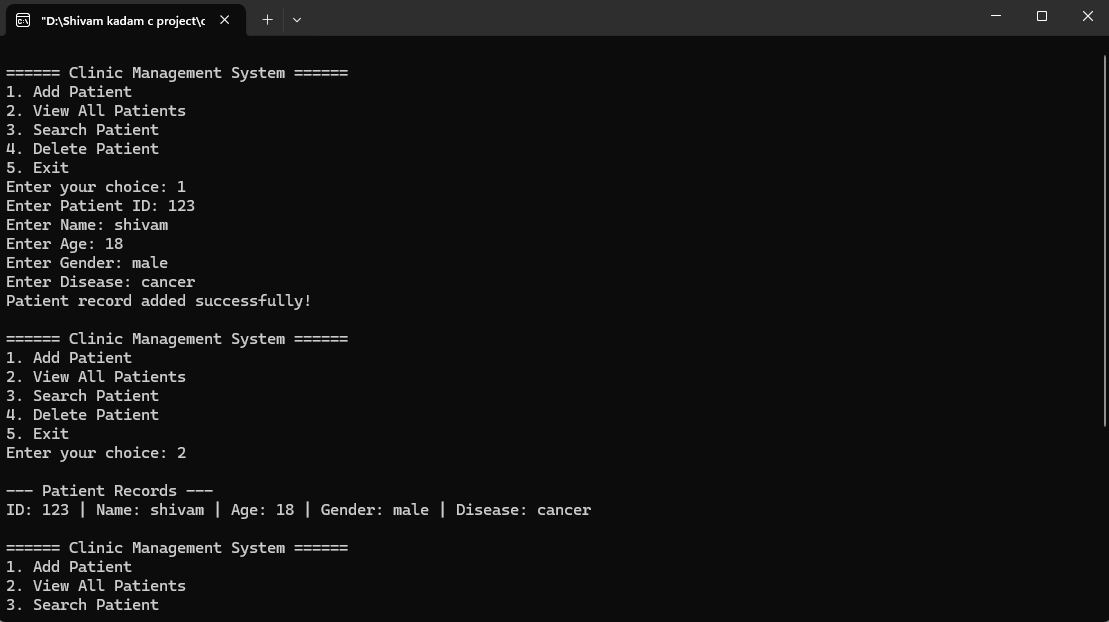 "D:\Shivam kadam c project\c
====== Clinic Management System ======
1. Add Patient
2. View All Patients
3. Search Patient
4. Delete Patient
5. Exit
Enter your choice: 1
Enter Patient ID: 123
Enter Name: shivam
Enter Age: 18
Enter Gender: male
Enter Disease: cancer
Patient record added successfully!
====== Clinic Management System ======
1. Add Patient
2. View All Patients
3. Search Patient
4. Delete Patient
5. Exit
Enter your choice: 2
--- Patient Records ---
ID: 123 | Name: shivam | Age: 18 | Gender: male | Disease: cancer
====== Clinic Management System ======
1. Add Patient
2. View All Patients
3. Search Patient